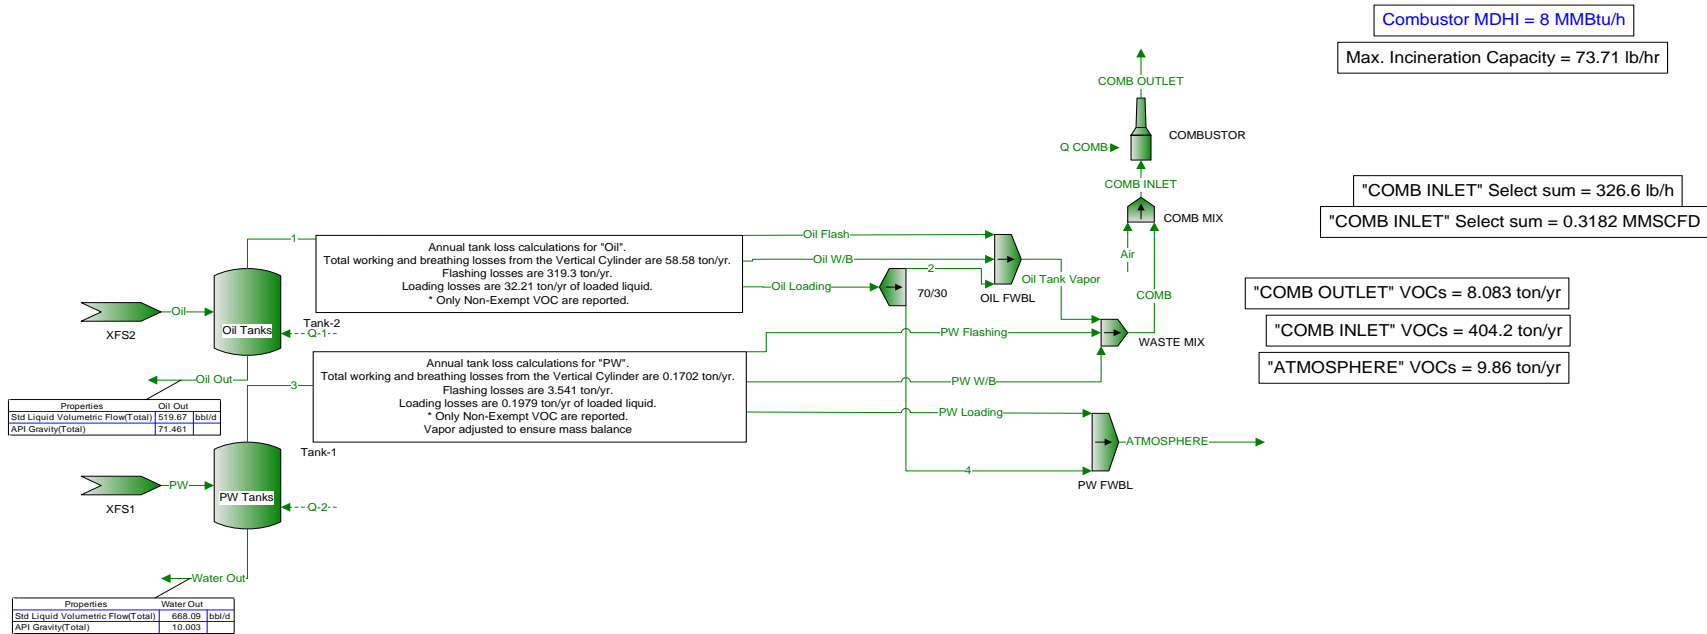 Combustor MDHI = 8 MMBtu/h
Max. Incineration Capacity = 73.71 lb/hr
COMB OUTLET
COMBUSTOR
Q COMB
COMB INLET
"COMB INLET" Select sum = 326.6 lb/h
COMB MIX
"COMB INLET" Select sum = 0.3182 MMSCFD
1
Annual tank loss calculations for "Oil".
Total working and breathing losses from the Vertical Cylinder are 58.58 ton/yr.
Flashing losses are 319.3 ton/yr.
Loading losses are 32.21 ton/yr of loaded liquid.
* Only Non-Exempt VOC are reported.
Oil Flash
Oil W/B
Oil Loading
2
70/30
OIL FWBL
Oil Tank Vapor
Air
COMB
"COMB OUTLET" VOCs = 8.083 ton/yr
"COMB INLET" VOCs = 404.2 ton/yr
"ATMOSPHERE" VOCs = 9.86 ton/yr
Oil
XFS2
Oil Tanks
Tank-2
Q-1
PW Flashing
WASTE MIX
Oil Out
3
Annual tank loss calculations for "PW".
Total working and breathing losses from the Vertical Cylinder are 0.1702 ton/yr.
Flashing losses are 3.541 ton/yr.
Loading losses are 0.1979 ton/yr of loaded liquid.
* Only Non-Exempt VOC are reported.
Vapor adjusted to ensure mass balance
PW W/B
PW Loading
ATMOSPHERE
4
PW FWBL
Properties Oil Out
Std Liquid Volumetric Flow(Total) 519.67 bbl/d
API Gravity(Total) 71.461
Tank-1
PW
XFS1
PW Tanks
Q-2
Water Out
Properties Water Out
Std Liquid Volumetric Flow(Total) 668.09 bbl/d
API Gravity(Total) 10.003